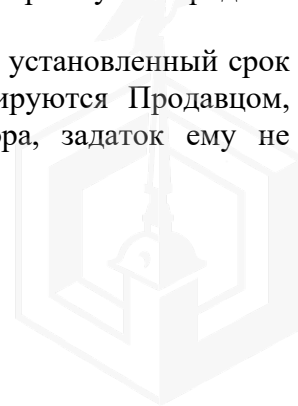 установленный срок
ируются Продавцом,
ра, задаток ему не